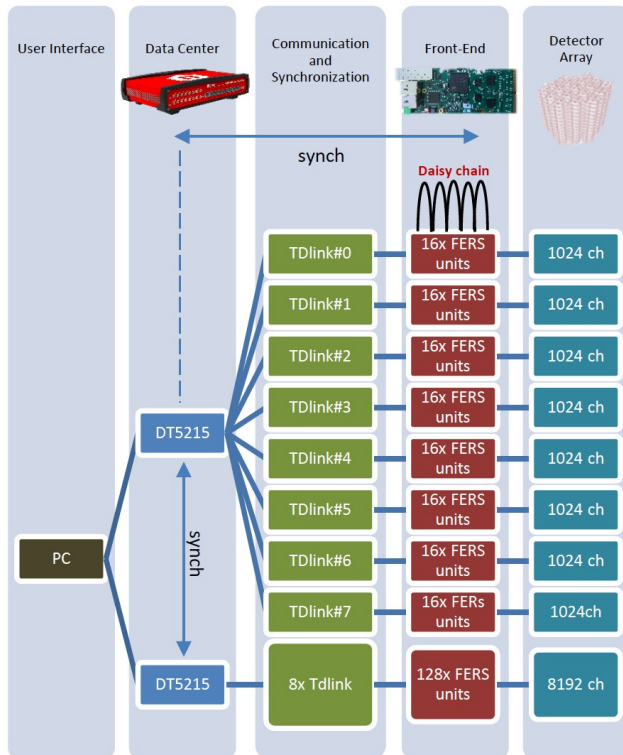 User Interface
Data Center
Communication
and
Synchronization
Front-End
Detector
Array
synch
Daisy chain
TDlink#0
16x FERS
units
1024 ch
TDlink#1
16x FERS
units
1024 ch
TDlink#2
16x FERS
units
1024 ch
TDlink#3
16x FERS
units
1024 ch
DT5215
TDlink#4
16x FERS
units
1024 ch
TDlink#5
16x FERS
units
1024 ch
synch
PC
TDlink#6
16x FERS
units
1024 ch
TDlink#7
16x FERs
units
1024ch
DT5215
8x Tdlink
128x FERS
units
8192 ch